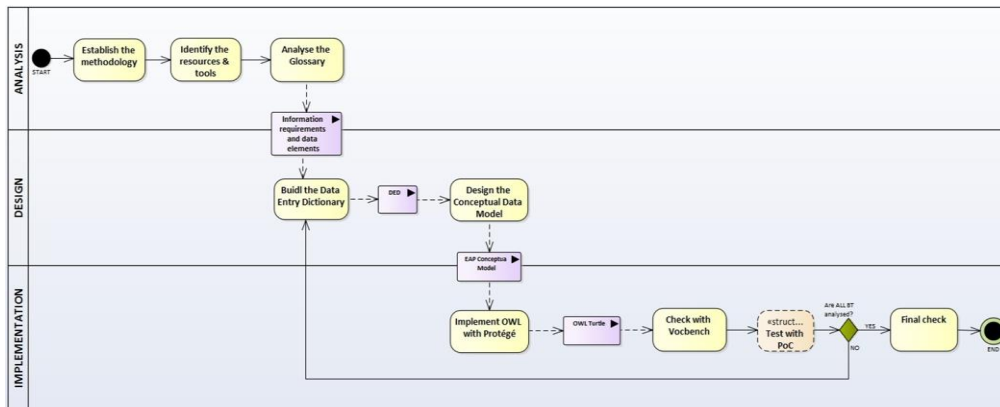 ANALYSIS
START
Establish the
methodology
Identify the
resources &
tools
Analyse the
Glossary
Information
requirements
and data
elements
DESIGN
Buidl the Data
Entry Dictionary
DED
Design the
Conceptual Data
Model
EAP Conceptua
Model
IMPLEMENTATION
Implement OWL
with Protégé
OWL Turtle
Check with
Vocbench
«struct...
Test with
PoC
Are ALL BT
analysed?
YES
NO
Final check
END